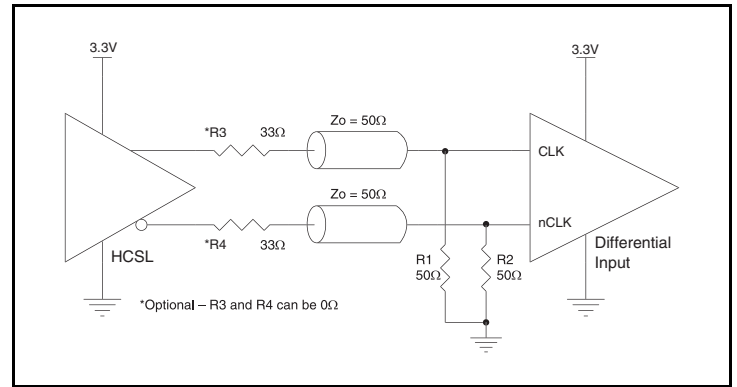 3.3V
3.3V
*R3 33Ω
Zo = 50Ω
CLK
Zo = 50Ω
nCLK
*R4 33Ω
HCSL
R1
50Ω
R2
50Ω
Differential
Input
*Optional – R3 and R4 can be 0Ω